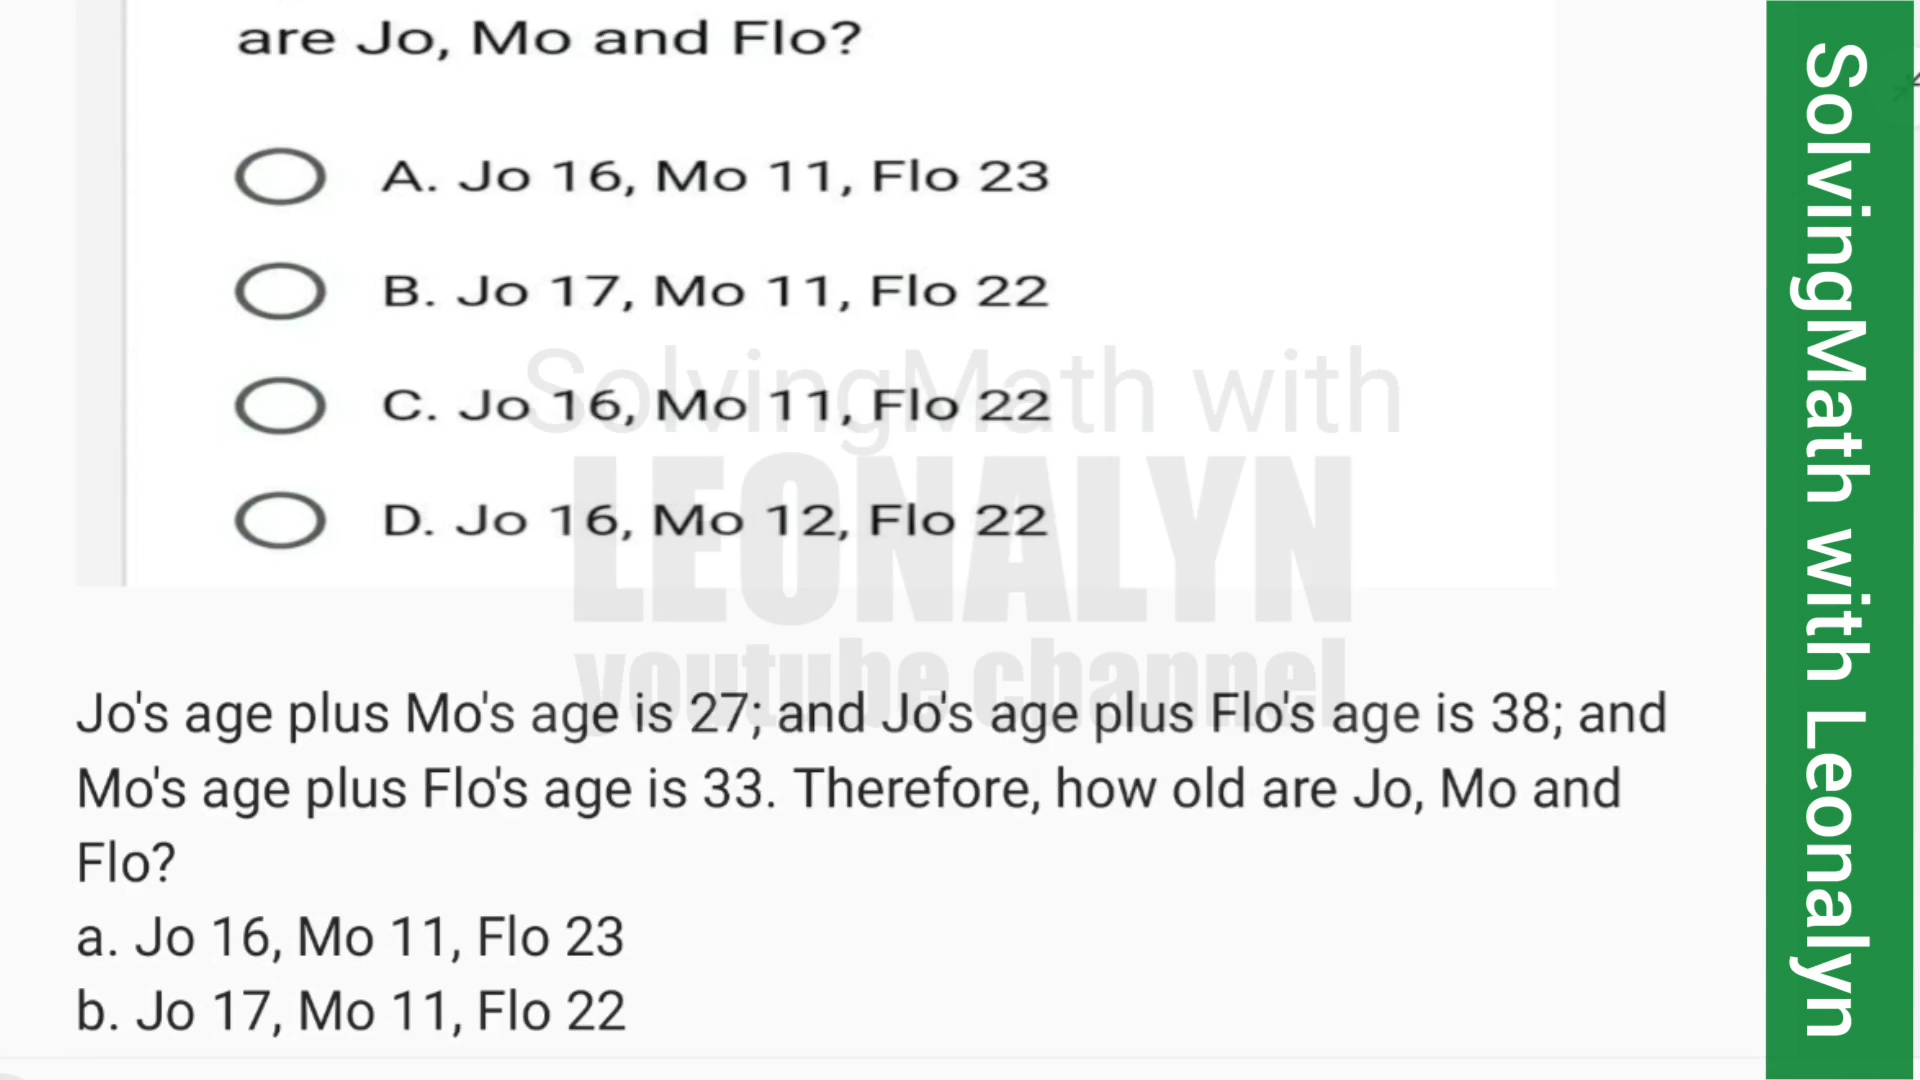 are Jo, Mo and Flo?
A. Jo 16, Mo 11, Flo 23
B. Jo 17, Mo 11, Flo 22
C. Jo 16, Mo 11, Flo 22
D. Jo 16, Mo 12, Flo 22
SolvingMath with
LEONALYN
youtube channel
Jo's age plus Mo's age is 27; and Jo's age plus Flo's age is 38; and
Mo's age plus Flo's age is 33. Therefore, how old are Jo, Mo and
Flo?
a. Jo 16, Mo 11, Flo 23
b. Jo 17, Mo 11, Flo 22
SolvingMath with Leonalyn